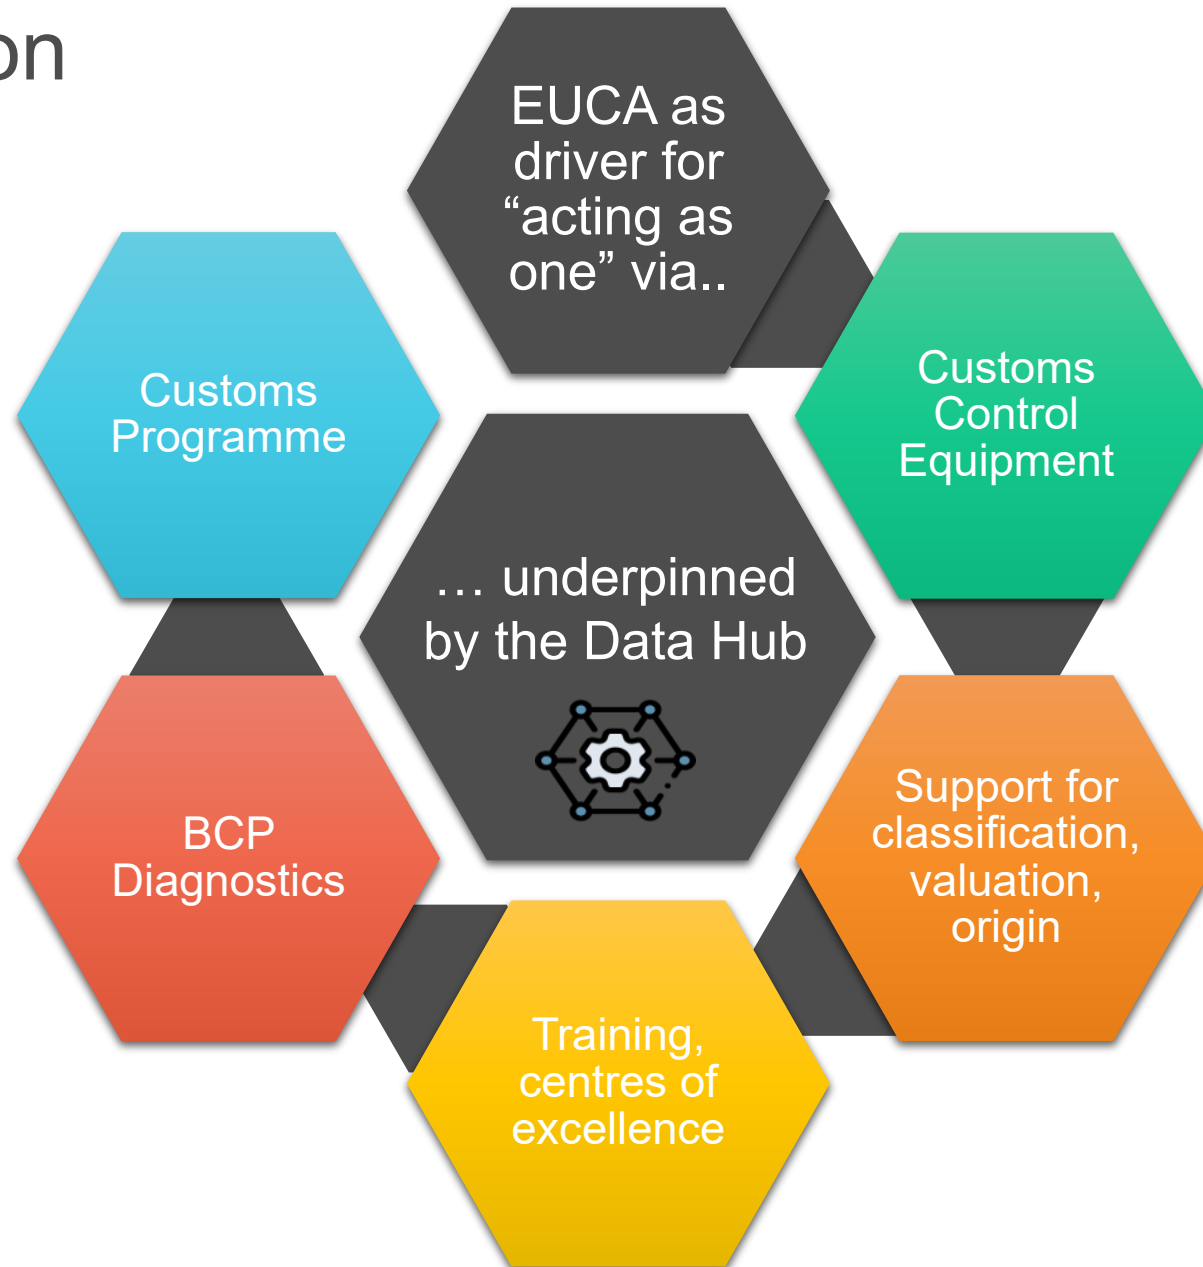 on
EUCA as
driver for
“acting as
one” via..
Customs
Control
Equipment
Support for
classification,
valuation,
origin
Training,
centres of
excellence
BCP
Diagnostics
Customs
Programme
… underpinned
by the Data Hub